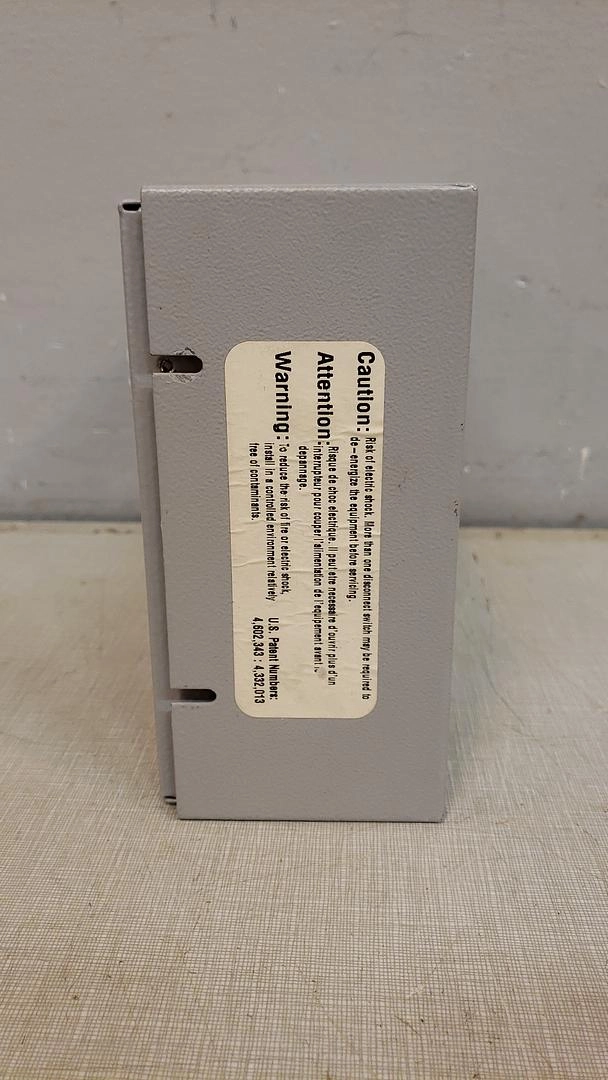 Caution: Risk of electric shock. More than one disconnect switch may be required to
de-energize the equipment before servicing.
Attention: Risque de choc electrique. Il peut etre necessaire d'ouvrir plus d'un
interrupteur pour couper l'alimentation de l'equipement avant
depannage.
Warning: To reduce the risk of fire or electric shock,
install in a controlled environment relatively
free of contaminants.
U.S. Patent Numbers:
4,602,343 ; 4,332,013